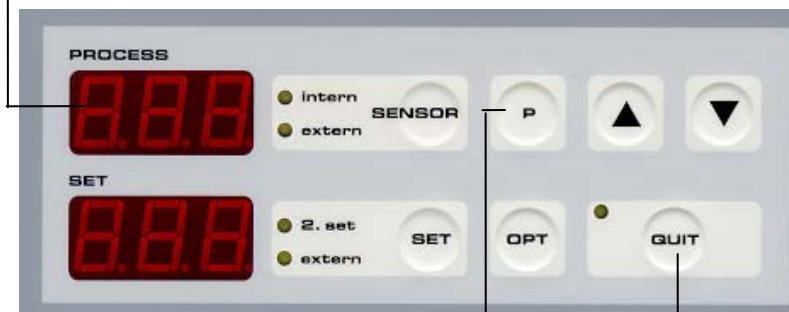 PROCESS
intern
SENSOR
extern
P
▲
▼
SET
2. set
SET
extern
OPT
QUIT